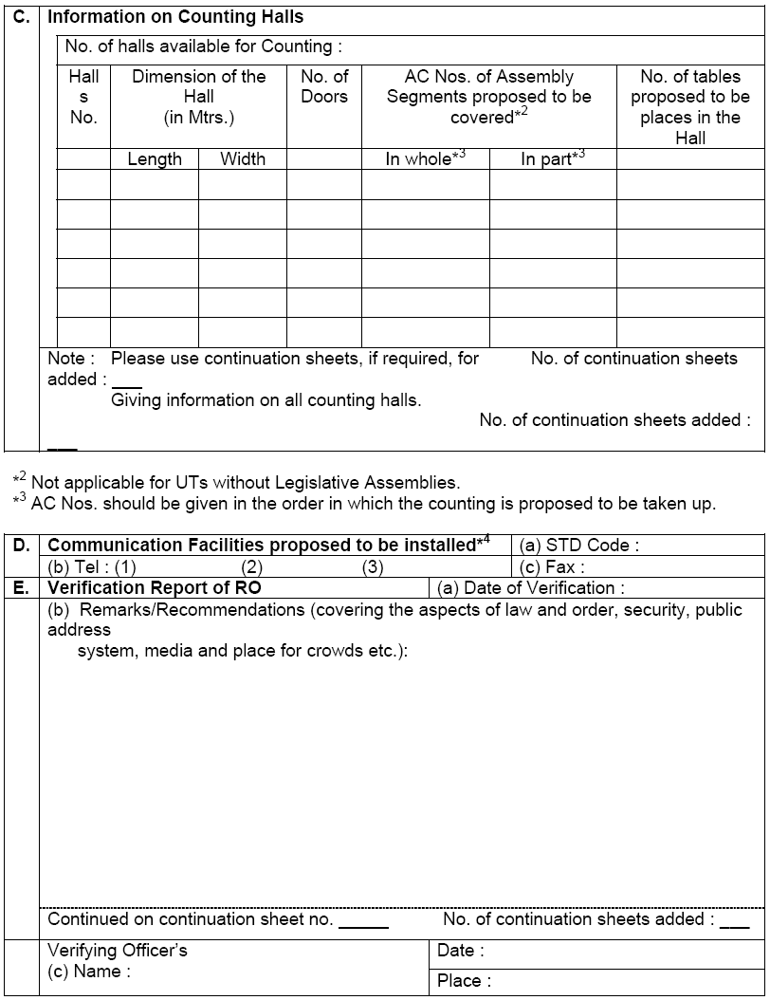 C. Information on Counting Halls
No. of halls available for Counting :
Hall Dimension of the No. of AC Nos. of Assembly No. of tables
s Hall Doors Segments proposed to be proposed to be
No. (in Mtrs.) covered*2 places in the
Hall
Length Width In whole*3 In part*3
Note : Please use continuation sheets, if required, for No. of continuation sheets
added : ___
Giving information on all counting halls.
No. of continuation sheets added :
___
*2 Not applicable for UTs without Legislative Assemblies.
*3 AC Nos. should be given in the order in which the counting is proposed to be taken up.
D. Communication Facilities proposed to be installed*4 (a) STD Code :
(b) Tel : (1) (2) (3) (c) Fax :
E. Verification Report of RO (a) Date of Verification :
(b) Remarks/Recommendations (covering the aspects of law and order, security, public
address
system, media and place for crowds etc.):
Continued on continuation sheet no. _____ No. of continuation sheets added : ___
Verifying Officer’s Date :
(c) Name :
Place :